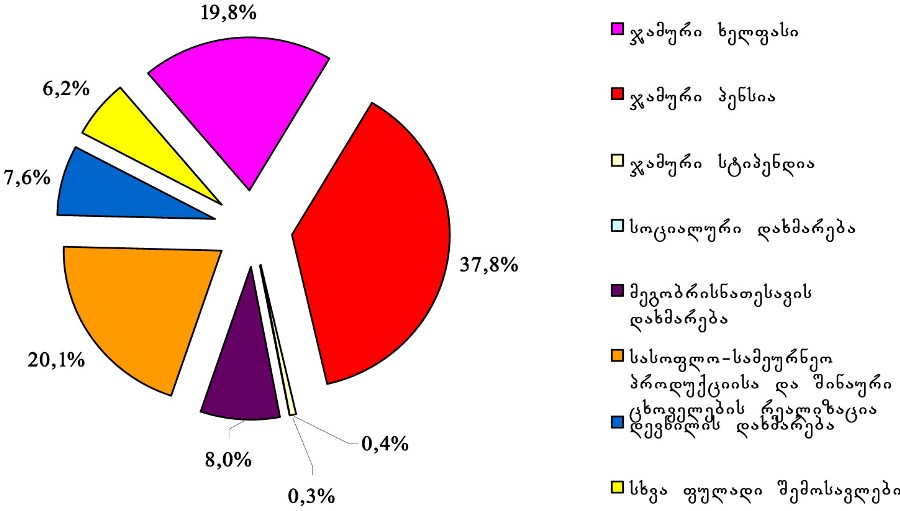 19,8%
6,2%
7,6%
37,8%
20,1%
8,0%
0,4%
0,3%
ჯამური ხელფასი
ჯამური პენსია
ჯამური სტიპენდია
სოციალური დახმარება
მეგობრისნათესავის
დახმარება
სასოფლო-სამეურნეო
პროდუქციისა და შინაური
ცხოველების რეალიზაცია
დევნილის დახმარება
სხვა ფულადი შემოსავლები